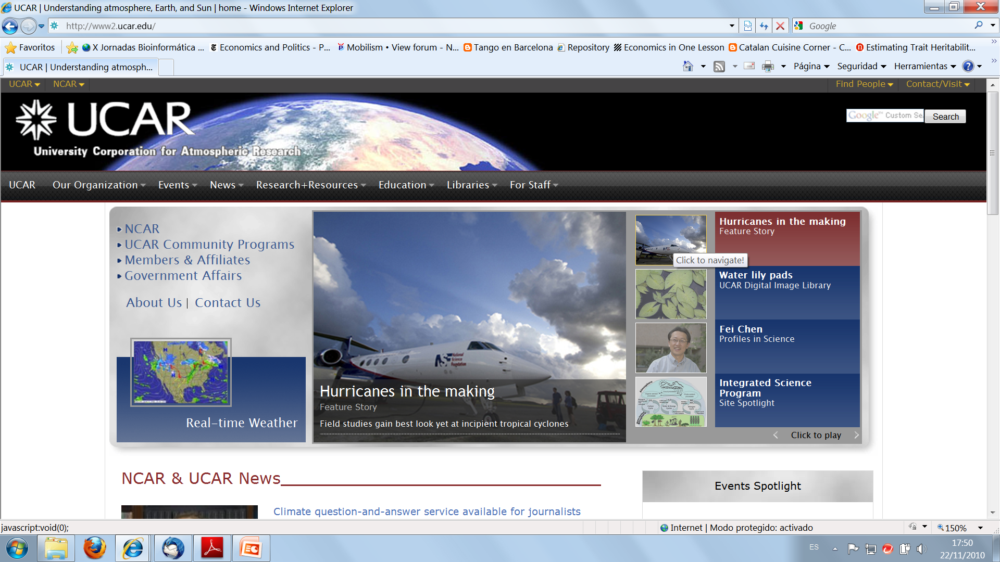 UCAR | Understanding atmosphere, Earth, and Sun | home - Windows Internet Explorer
http://www2.ucar.edu/
Google
Favoritos
X Jornadas Bioinformática ...
Economics and Politics - P...
Mobilism • View forum - N...
Tango en Barcelona
Repository
Economics in One Lesson
Catalan Cuisine Corner - C...
Estimating Trait Heritabilit...
UCAR | Understanding atmosph...
Página
Seguridad
Herramientas
UCAR
NCAR
Find People
Contact/Visit
UCAR
University Corporation for Atmospheric Research
Google™ Custom Se
Search
UCAR
Our Organization
Events
News
Research+Resources
Education
Libraries
For Staff
NCAR
UCAR Community Programs
Members & Affiliates
Government Affairs
About Us | Contact Us
Real-time Weather
National
Science
Foundation
Hurricanes in the making
Feature Story
Field studies gain best look yet at incipient tropical cyclones
Hurricanes in the making
Feature Story
Click to navigate!
Water lily pads
UCAR Digital Image Library
Fei Chen
Profiles in Science
Integrated Science
Program
Site Spotlight
Click to play
NCAR & UCAR News
Events Spotlight
Climate question-and-answer service available for journalists
javascript:void(0);
Internet | Modo protegido: activado
150%
ES
17:50
22/11/2010